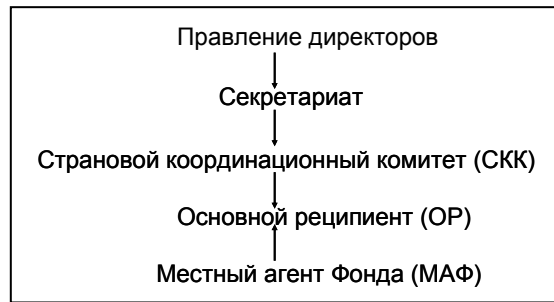 Правление директоров
Секретариат
Страновой координационный комитет (СКК)
Основной реципиент (ОР)
Местный агент Фонда (МАФ)